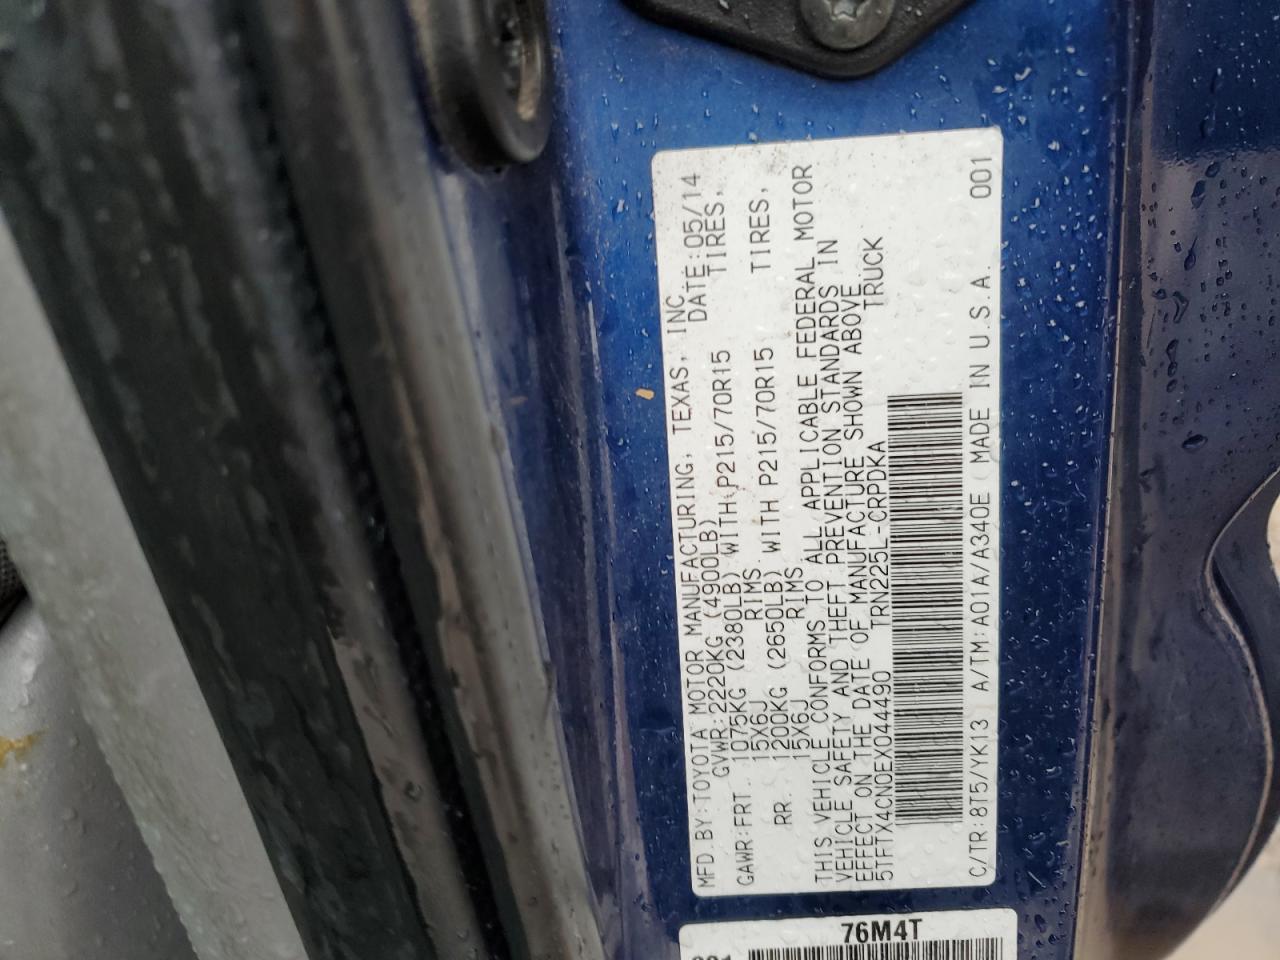 MFD.BY:TOYOTA MOTOR MANUFACTURING, TEXAS, INC
GVWR:2220KG (4900LB) DATE:05/14
GAWR:FRT. 1075KG (2380LB) WITH P215/70R15 TIRES,
15X6J RIMS
RR. 1200KG (2650LB) WITH P215/70R15 TIRES,
15X6J RIMS
THIS VEHICLE CONFORMS TO ALL APPLICABLE FEDERAL MOTOR
VEHICLE SAFETY AND THEFT PREVENTION STANDARDS IN
EFFECT ON THE DATE OF MANUFACTURE SHOWN ABOVE
5TFTX4CN0EX044490 TRN225L-CRPDKA TRUCK
C/TR:8T5/YK13 A/TM:A01A/A340E MADE IN U.S.A. 001
76M4T